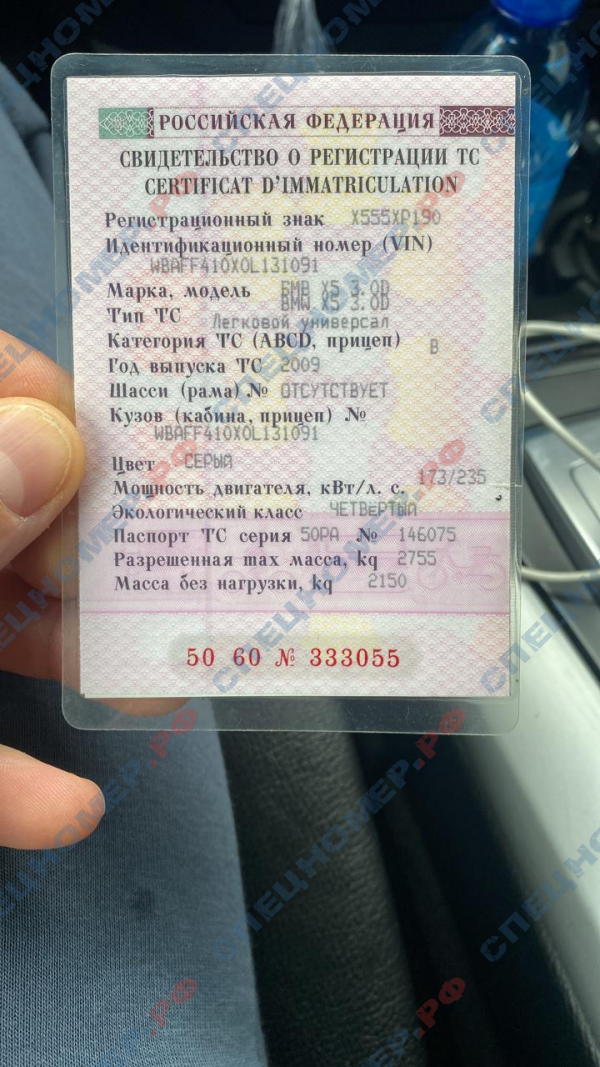 РОССИЙСКАЯ ФЕДЕРАЦИЯ
СВИДЕТЕЛЬСТВО О РЕГИСТРАЦИИ ТС
CERTIFICAT D'IMMATRICULATION
Регистрационный знак Х555ХР190
Идентификационный номер (VIN)
WBAFF410X0L131091
Марка, модель БМВ Х5 3.0D
BMW X5 3.0D
Тип ТС Легковой универсал
Категория ТС (ABCD, прицеп) B
Год выпуска ТС 2009
Шасси (рама) № ОТСУТСТВУЕТ
Кузов (кабина, прицеп) №
WBAFF410X0L131091
Цвет СЕРЫЙ
Мощность двигателя, кВт/л. с. 173/235
Экологический класс ЧЕТВЕРТЫЙ
Паспорт ТС серия 50РА № 146075
Разрешенная max масса, kg 2755
Масса без нагрузки, kg 2150
50 60 № 333055
СПЕЦНОМЕР.РФ